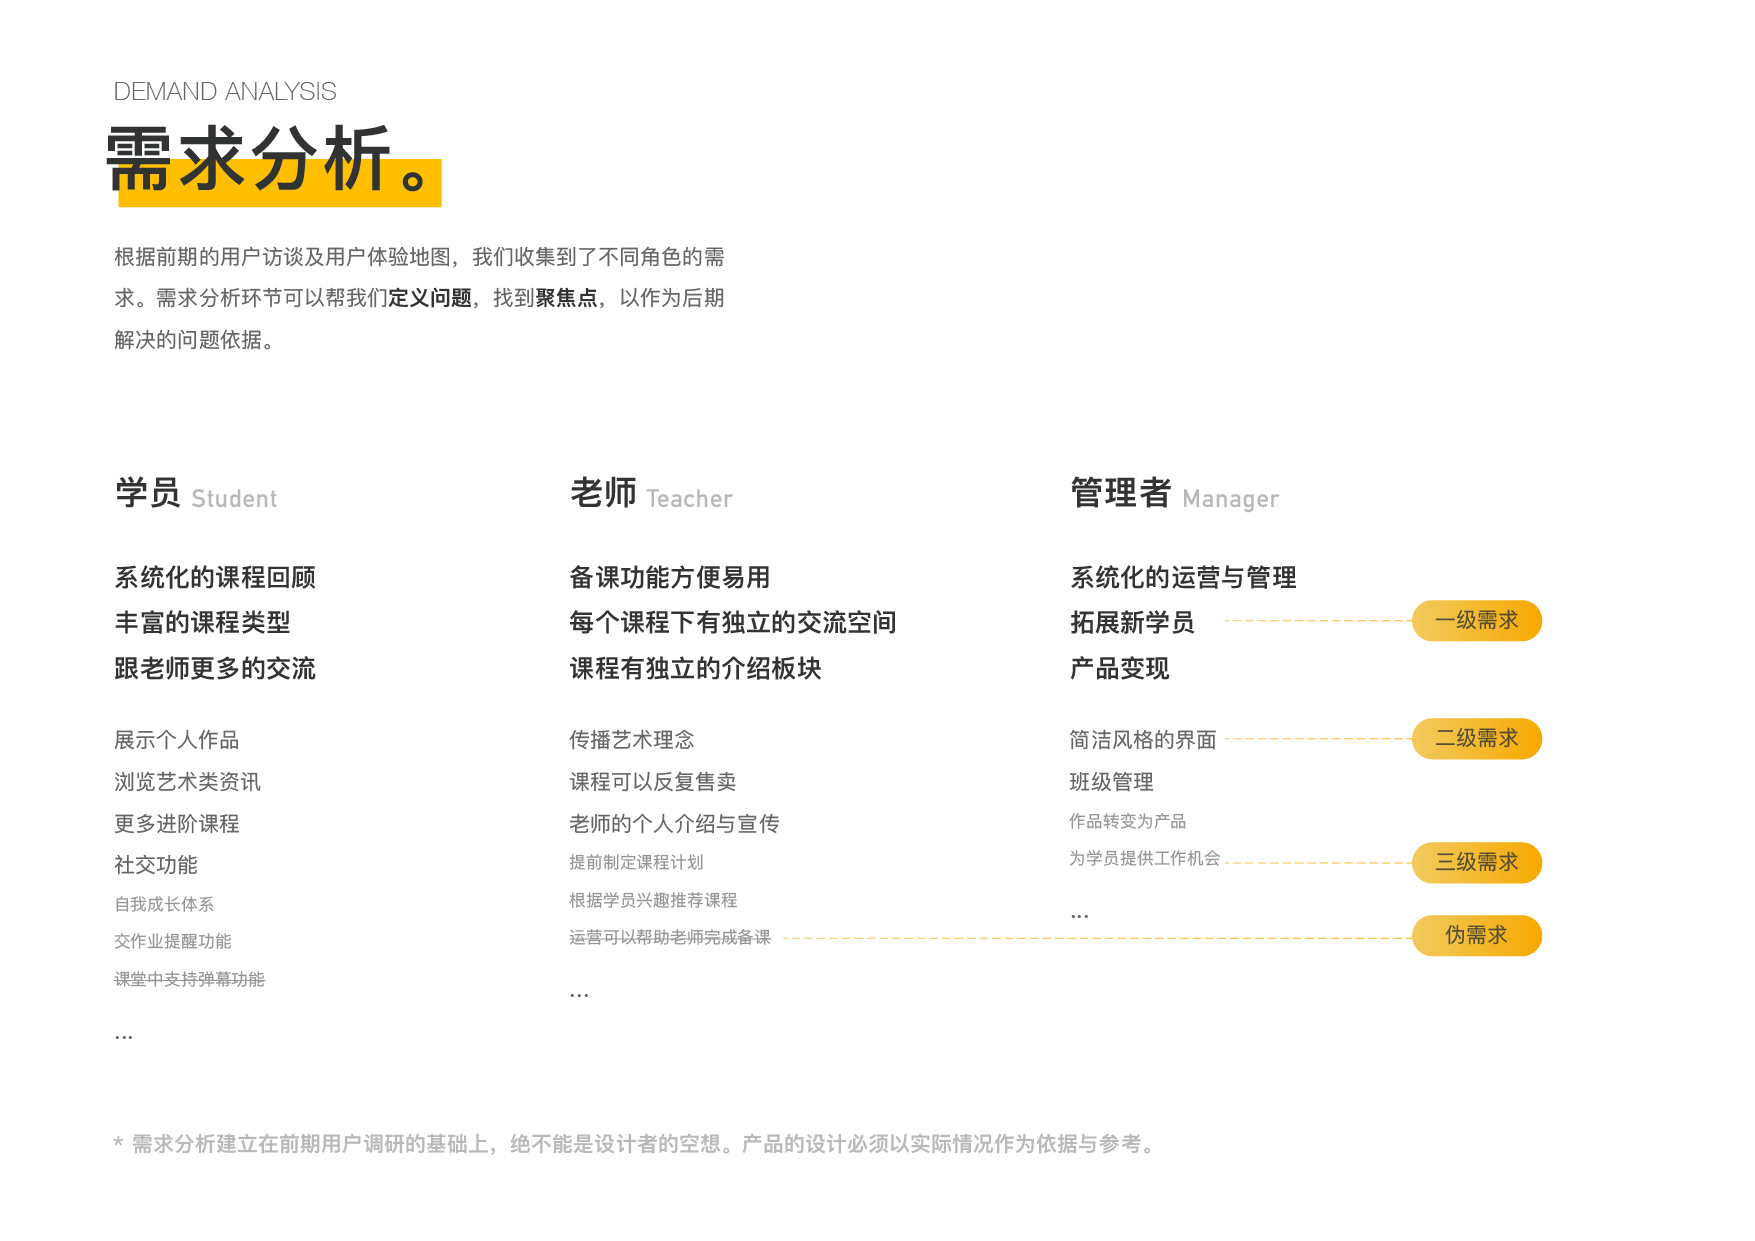 DEMAND ANALYSIS
需求分析。
根据前期的用户访谈及用户体验地图，我们收集到了不同角色的需
求。需求分析环节可以帮我们定义问题，找到聚焦点，以作为后期
解决的问题依据。
学员 Student
系统化的课程回顾
丰富的课程类型
跟老师更多的交流
展示个人作品
浏览艺术类资讯
更多进阶课程
社交功能
自我成长体系
交作业提醒功能
课堂中支持弹幕功能
...
老师 Teacher
备课功能方便易用
每个课程下有独立的交流空间
课程有独立的介绍板块
传播艺术理念
课程可以反复售卖
老师的个人介绍与宣传
提前制定课程计划
根据学员兴趣推荐课程
运营可以帮助老师完成备课
...
管理者 Manager
系统化的运营与管理
拓展新学员
产品变现
简洁风格的界面
班级管理
作品转变为产品
为学员提供工作机会
...
一级需求
二级需求
三级需求
伪需求
* 需求分析建立在前期用户调研的基础上，绝不能是设计者的空想。产品的设计必须以实际情况作为依据与参考。